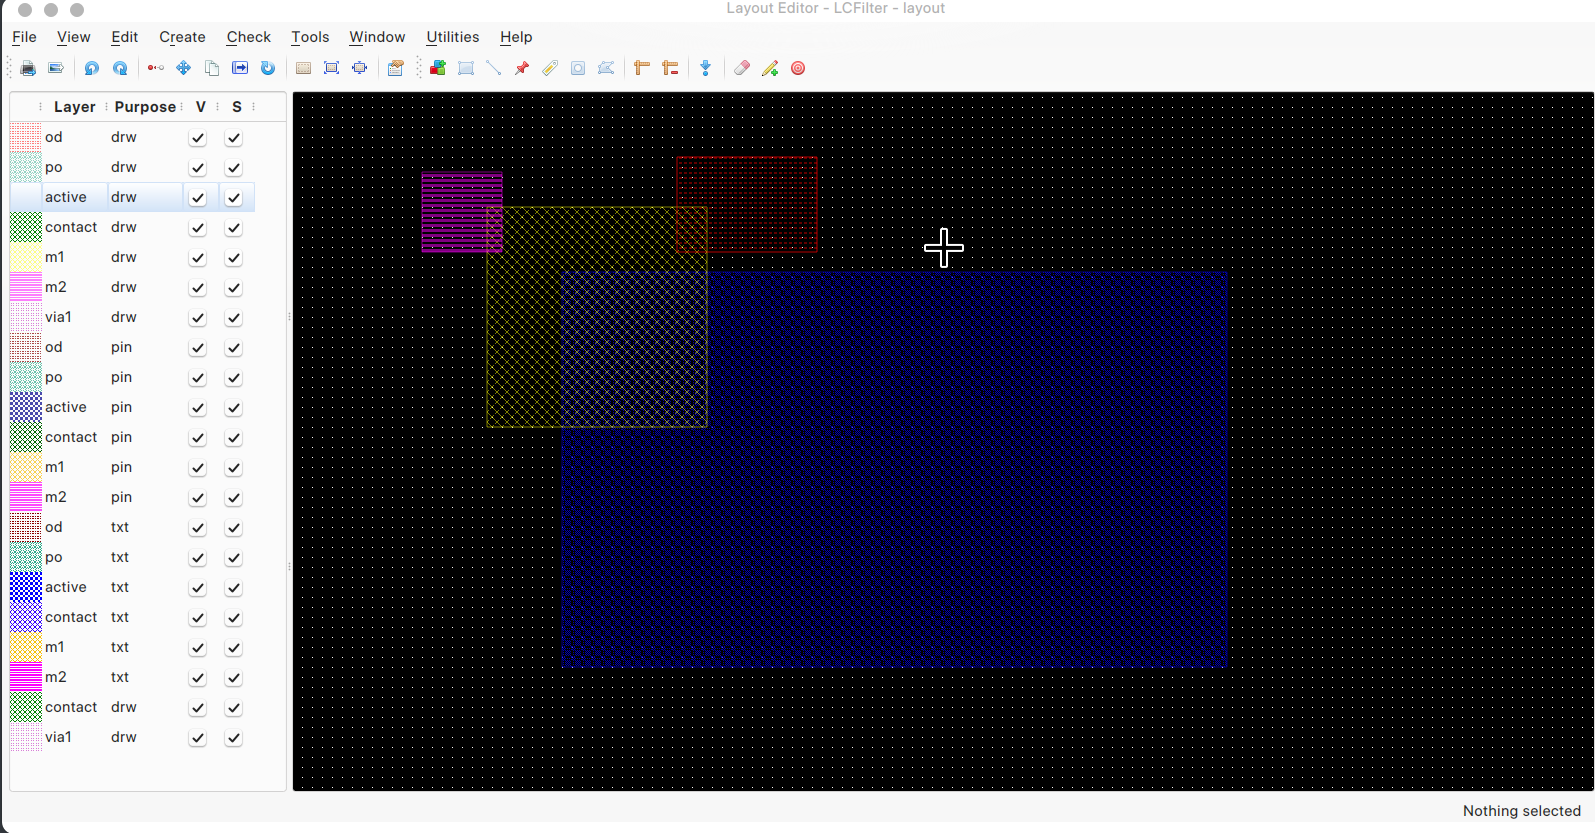 Layout Editor - LCFilter - layout
File View Edit Create Check Tools Window Utilities Help
Layer Purpose V S
od drw
po drw
active drw
contact drw
m1 drw
m2 drw
via1 drw
od pin
po pin
active pin
contact pin
m1 pin
m2 pin
od txt
po txt
active txt
contact txt
m1 txt
m2 txt
contact drw
via1 drw
Nothing selected